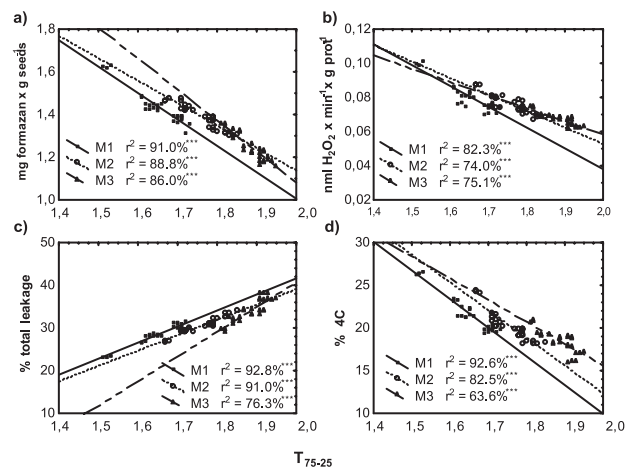 a)
mg formazan x g seeds
1,8
1,6
1,4
1,2
1,0
M1 r² = 91.0%***
M2 r² = 88.8%***
M3 r² = 86.0%***
1,4 1,5 1,6 1,7 1,8 1,9 2,0
b)
nml H₂O₂ x min⁻¹x g prot¹
0,12
0,10
0,08
0,06
0,04
0,02
M1 r² = 82.3%***
M2 r² = 74.0%***
M3 r² = 75.1%***
1,4 1,5 1,6 1,7 1,8 1,9 2,0
c)
% total leakage
50
40
30
20
10
M1 r² = 92.8%***
M2 r² = 91.0%***
M3 r² = 76.3%***
1,4 1,5 1,6 1,7 1,8 1,9 2,0
d)
% 4C
30
25
20
15
10
M1 r² = 92.6%***
M2 r² = 82.5%***
M3 r² = 63.6%***
1,4 1,5 1,6 1,7 1,8 1,9 2,0
T₇₅₋₂₅